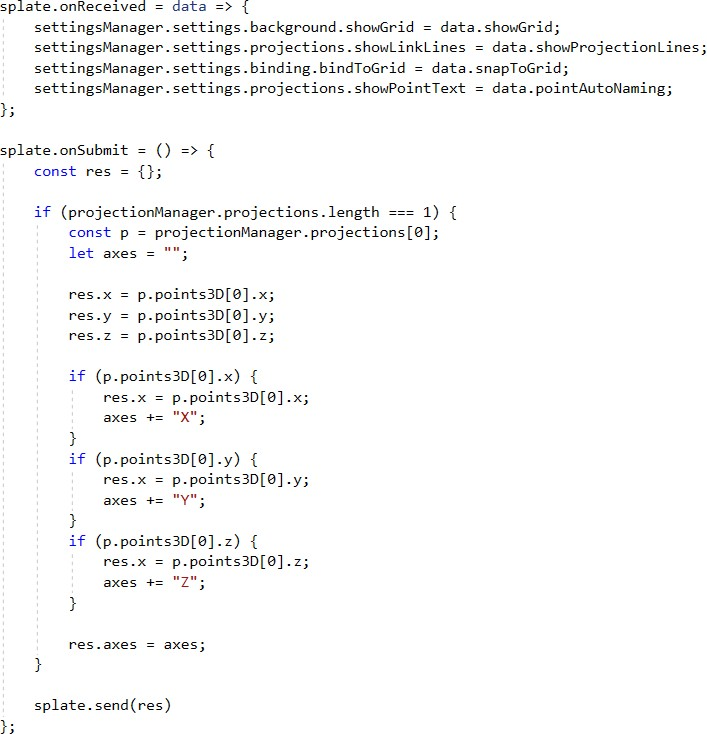 splate.onReceived = data => {
    settingsManager.settings.background.showGrid = data.showGrid;
    settingsManager.settings.projections.showLinkLines = data.showProjectionLines;
    settingsManager.settings.binding.bindToGrid = data.snapToGrid;
    settingsManager.settings.projections.showPointText = data.pointAutoNaming;
};

splate.onSubmit = () => {
    const res = {};

    if (projectionManager.projections.length === 1) {
        const p = projectionManager.projections[0];
        let axes = "";

        res.x = p.points3D[0].x;
        res.y = p.points3D[0].y;
        res.z = p.points3D[0].z;

        if (p.points3D[0].x) {
            res.x = p.points3D[0].x;
            axes += "X";
        }
        if (p.points3D[0].y) {
            res.x = p.points3D[0].y;
            axes += "Y";
        }
        if (p.points3D[0].z) {
            res.x = p.points3D[0].z;
            axes += "Z";
        }

        res.axes = axes;
    }

    splate.send(res)
};